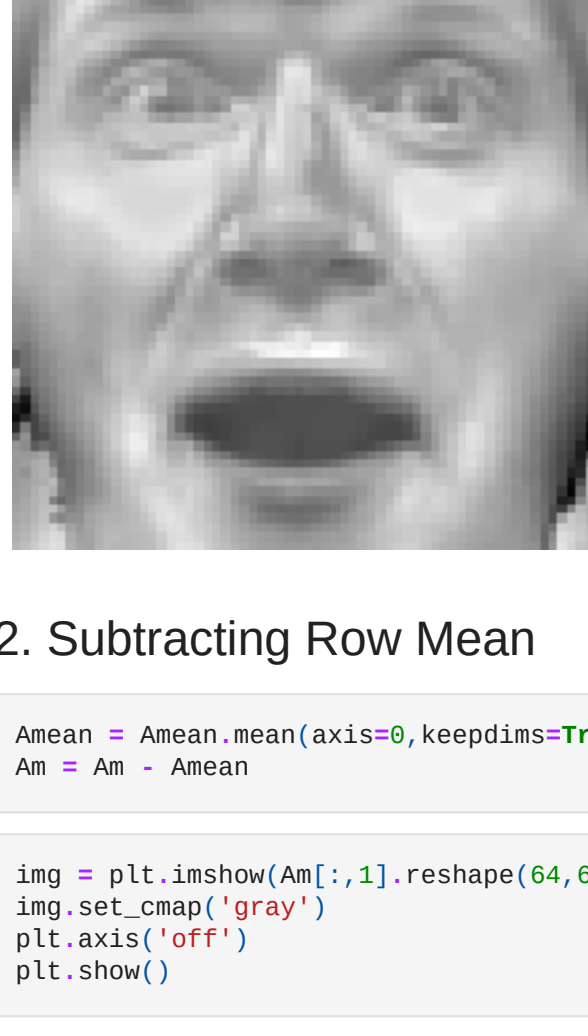 2. Subtracting Row Mean
Amean = Amean.mean(axis=0,keepdims=Tr
Am = Am - Amean
img = plt.imshow(Am[:,1].reshape(64,6
img.set_cmap('gray')
plt.axis('off')
plt.show()